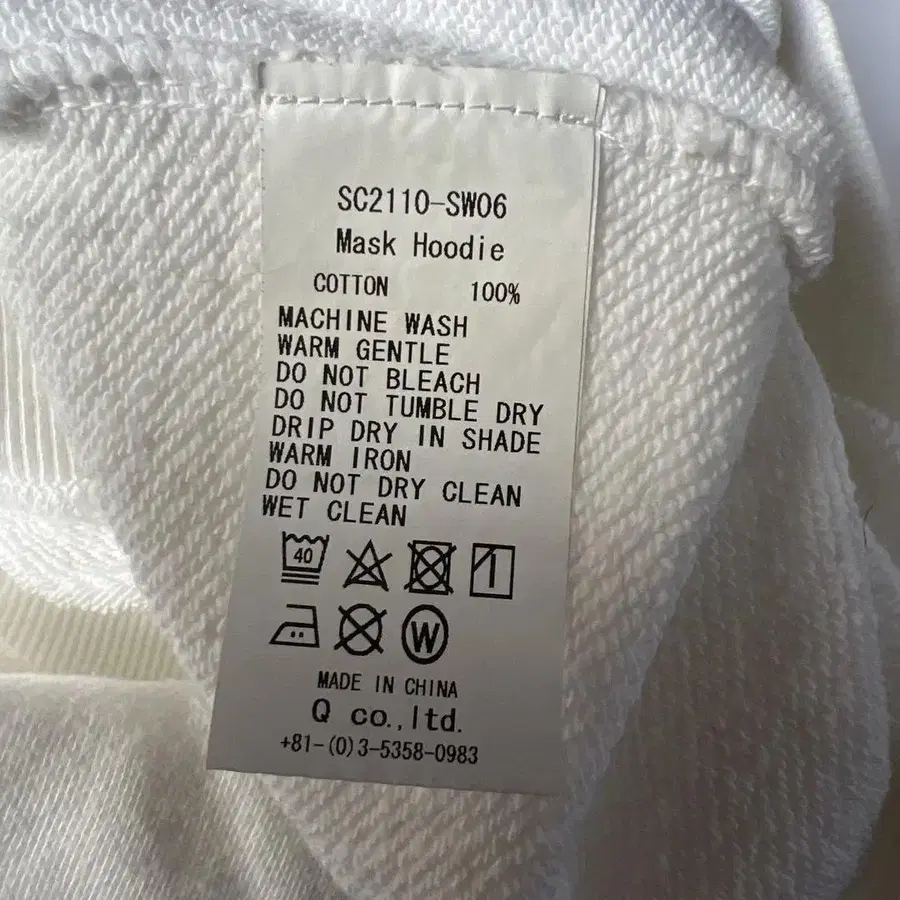 SC2110-SW06
Mask Hoodie
COTTON 100%
MACHINE WASH
WARM GENTLE
DO NOT BLEACH
DO NOT TUMBLE DRY
DRIP DRY IN SHADE
WARM IRON
DO NOT DRY CLEAN
WET CLEAN
40
W
MADE IN CHINA
Q co.,ltd.
+81-(0)3-5358-0983